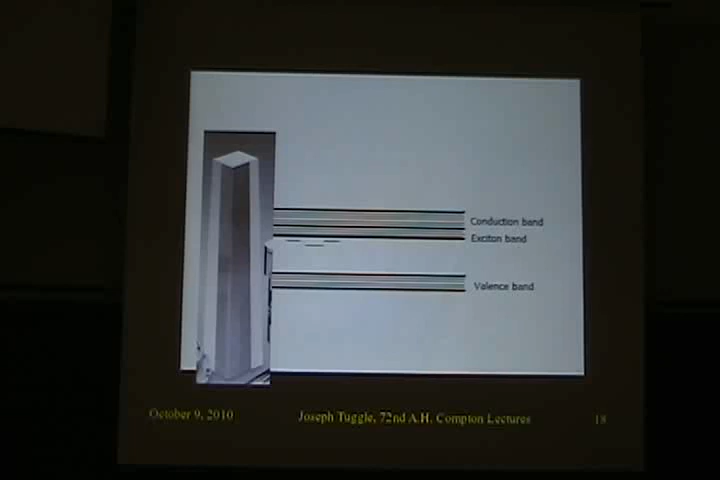 Conduction band
Exciton band
Valence band
October 9, 2010
Joseph Tuggle, 72nd A.H. Compton Lectures
18